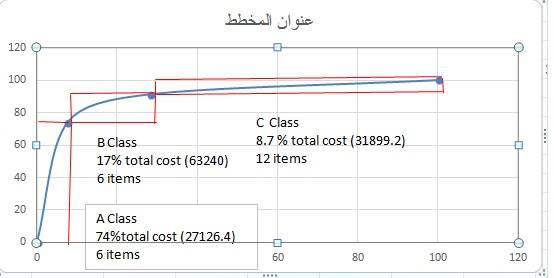 عنوان المخطط
120
100
80
60
40
20
0
B Class
17% total cost (63240)
6 items
C Class
8.7 % total cost (31899.2)
12 items
A Class
74%total cost (27126.4)
6 items
0
20
40
60
80
100
120